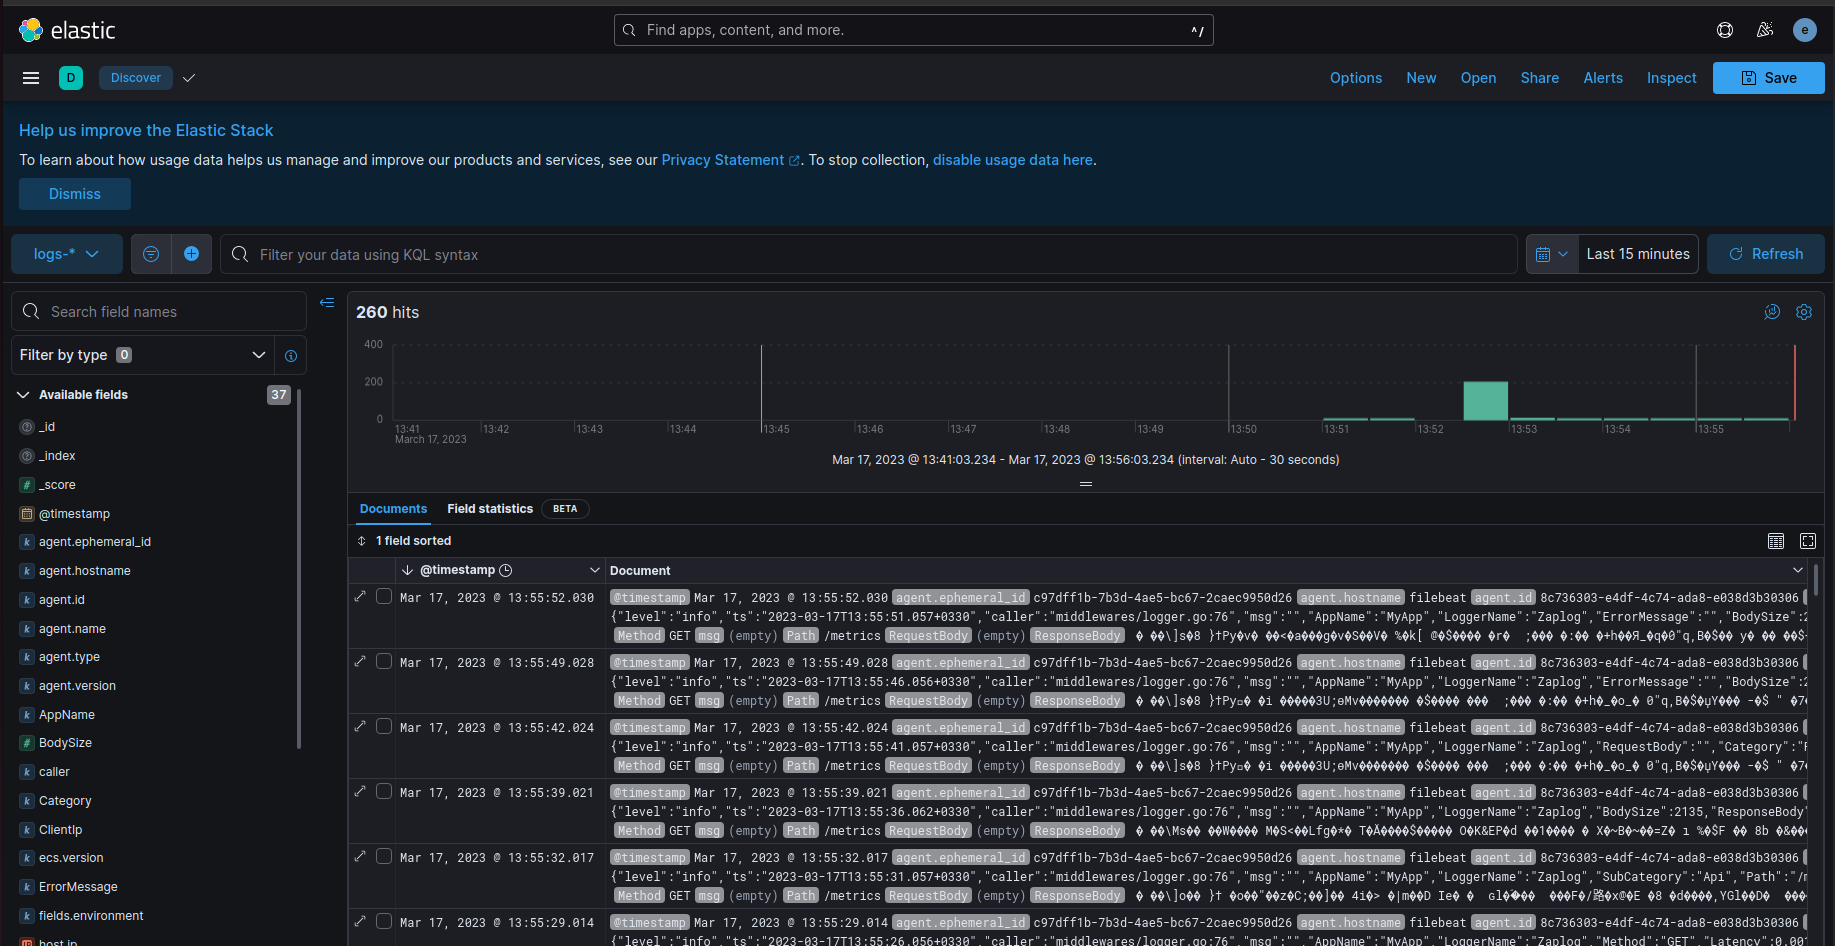 elastic
Find apps, content, and more.
^/
e
D
Discover
Options
New
Open
Share
Alerts
Inspect
Save
Help us improve the Elastic Stack
To learn about how usage data helps us manage and improve our products and services, see our Privacy Statement. To stop collection, disable usage data here.
Dismiss
logs-*
Filter your data using KQL syntax
Last 15 minutes
Refresh
Search field names
Filter by type 0
Available fields 37
_id
_index
_score
@timestamp
agent.ephemeral_id
agent.hostname
agent.id
agent.name
agent.type
agent.version
AppName
BodySize
caller
Category
ClientIp
ecs.version
ErrorMessage
fields.environment
host.ip
260 hits
400
200
0
13:41 13:42 13:43 13:44 13:45 13:46 13:47 13:48 13:49 13:50 13:51 13:52 13:53 13:54 13:55
March 17, 2023
Mar 17, 2023 @ 13:41:03.234 - Mar 17, 2023 @ 13:56:03.234 (interval: Auto - 30 seconds)
Documents
Field statistics
BETA
1 field sorted
@timestamp
Document
Mar 17, 2023 @ 13:55:52.030
@timestamp Mar 17, 2023 @ 13:55:52.030 agent.ephemeral_id c97dff1b-7b3d-4ae5-bc67-2caec9950d26 agent.hostname filebeat agent.id 8c736303-e4df-4c74-ada8-e038d3b30306
{"level":"info","ts":"2023-03-17T13:55:51.057+0330","caller":"middlewares/logger.go:76","msg":"","AppName":"MyApp","LoggerName":"Zaplog","ErrorMessage":"","BodySize":2
Method GET msg (empty) Path /metrics RequestBody (empty) ResponseBody
Mar 17, 2023 @ 13:55:49.028
@timestamp Mar 17, 2023 @ 13:55:49.028 agent.ephemeral_id c97dff1b-7b3d-4ae5-bc67-2caec9950d26 agent.hostname filebeat agent.id 8c736303-e4df-4c74-ada8-e038d3b30306
{"level":"info","ts":"2023-03-17T13:55:46.056+0330","caller":"middlewares/logger.go:76","msg":"","AppName":"MyApp","LoggerName":"Zaplog","ErrorMessage":"","BodySize":2
Method GET msg (empty) Path /metrics RequestBody (empty) ResponseBody
Mar 17, 2023 @ 13:55:42.024
@timestamp Mar 17, 2023 @ 13:55:42.024 agent.ephemeral_id c97dff1b-7b3d-4ae5-bc67-2caec9950d26 agent.hostname filebeat agent.id 8c736303-e4df-4c74-ada8-e038d3b30306
{"level":"info","ts":"2023-03-17T13:55:41.057+0330","caller":"middlewares/logger.go:76","msg":"","AppName":"MyApp","LoggerName":"Zaplog","RequestBody":"","Category":"
Method GET msg (empty) Path /metrics RequestBody (empty) ResponseBody
Mar 17, 2023 @ 13:55:39.021
@timestamp Mar 17, 2023 @ 13:55:39.021 agent.ephemeral_id c97dff1b-7b3d-4ae5-bc67-2caec9950d26 agent.hostname filebeat agent.id 8c736303-e4df-4c74-ada8-e038d3b30306
{"level":"info","ts":"2023-03-17T13:55:36.062+0330","caller":"middlewares/logger.go:76","msg":"","AppName":"MyApp","LoggerName":"Zaplog","BodySize":2135,"ResponseBody"
Method GET msg (empty) Path /metrics RequestBody (empty) ResponseBody
Mar 17, 2023 @ 13:55:32.017
@timestamp Mar 17, 2023 @ 13:55:32.017 agent.ephemeral_id c97dff1b-7b3d-4ae5-bc67-2caec9950d26 agent.hostname filebeat agent.id 8c736303-e4df-4c74-ada8-e038d3b30306
{"level":"info","ts":"2023-03-17T13:55:31.057+0330","caller":"middlewares/logger.go:76","msg":"","AppName":"MyApp","LoggerName":"Zaplog","SubCategory":"Api","Path":"/m
Method GET msg (empty) Path /metrics RequestBody (empty) ResponseBody
Mar 17, 2023 @ 13:55:29.014
@timestamp Mar 17, 2023 @ 13:55:29.014 agent.ephemeral_id c97dff1b-7b3d-4ae5-bc67-2caec9950d26 agent.hostname filebeat agent.id 8c736303-e4df-4c74-ada8-e038d3b30306
{"level":"info","ts":"2023-03-17T13:55:26.056+0330","caller":"middlewares/logger.go:76","msg":"","AppName":"MyApp","LoggerName":"Zaplog","Method":"GET","Latency":0.00